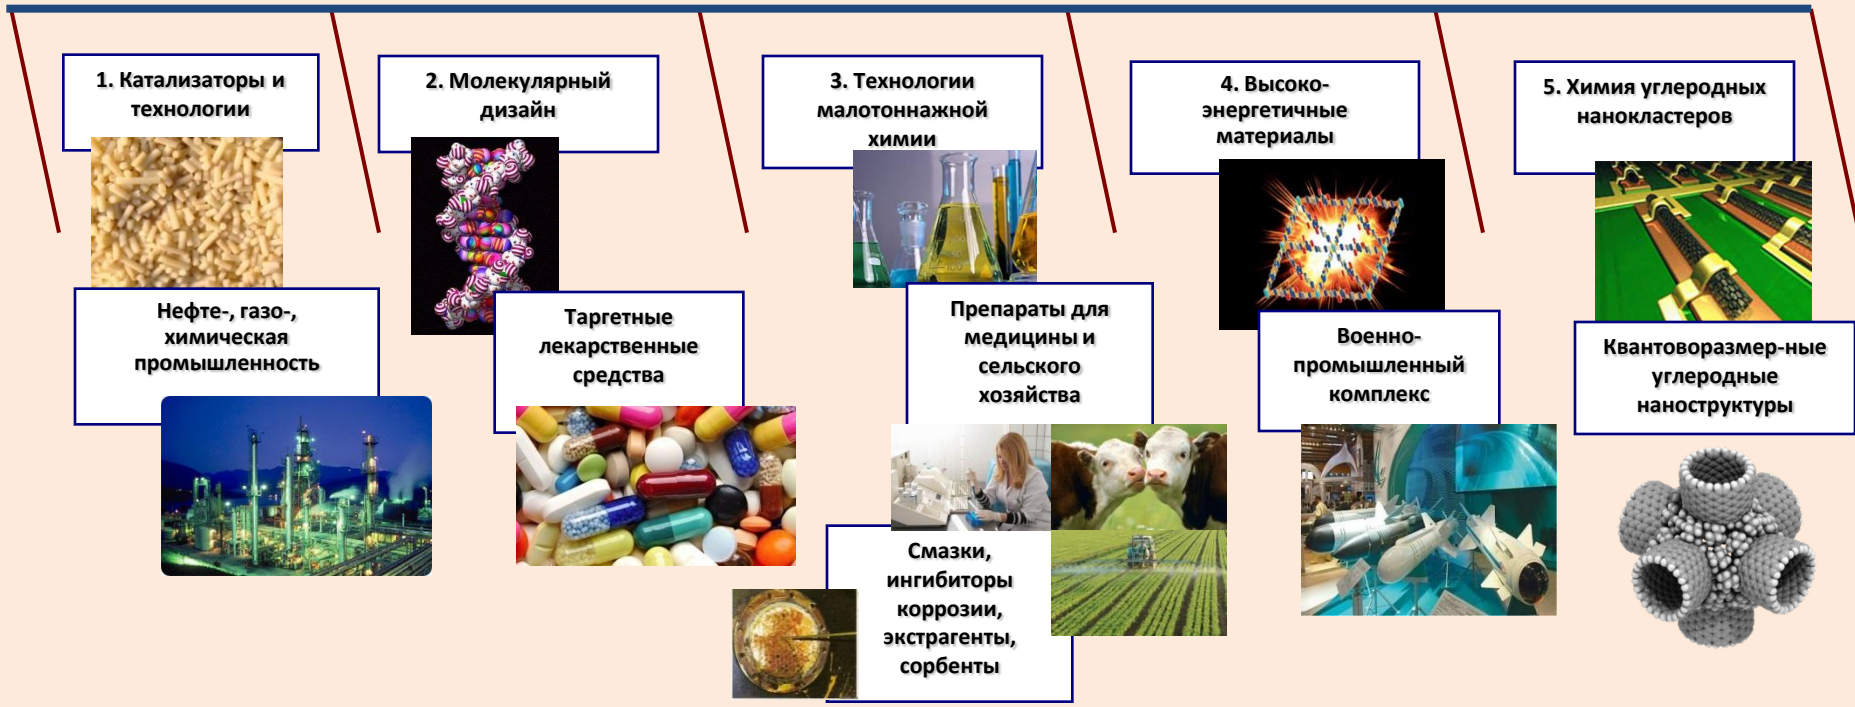 1. Катализаторы и
технологии
2. Молекулярный
дизайн
3. Технологии
малотоннажной
химии
4. Высоко-
энергетичные
материалы
5. Химия углеродных
нанокластеров
Нефте-, газо-,
химическая
промышленность
Таргетные
лекарственные
средства
Препараты для
медицины и
сельского
хозяйства
Военно-
промышленный
комплекс
Квантоворазмер-ные
углеродные
наноструктуры
Смазки,
ингибиторы
коррозии,
экстрагенты,
сорбенты